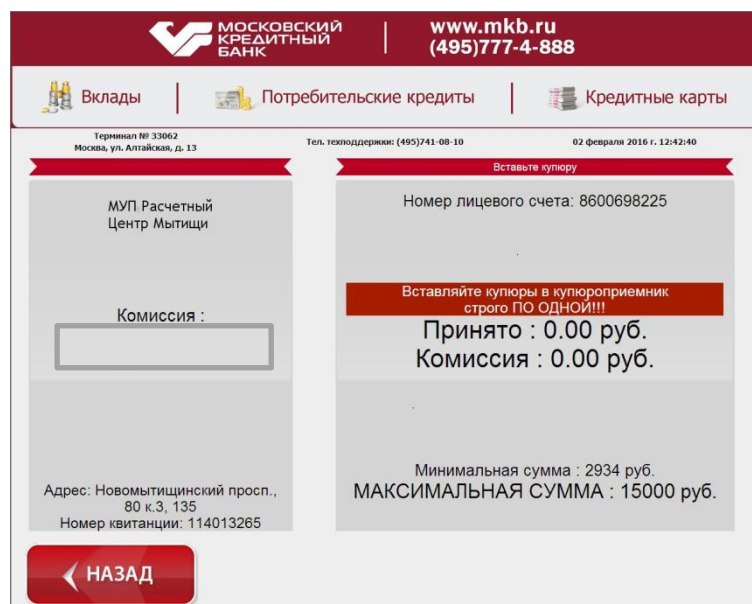 МОСКОВСКИЙ
КРЕДИТНЫЙ
БАНК
www.mkb.ru
(495)777-4-888
Вклады
Потребительские кредиты
Кредитные карты
Терминал № 33062
Москва, ул. Алтайская, д. 13
Тел. техподдержки: (495)741-08-10
02 февраля 2016 г. 12:42:40
Вставьте купюру
МУП Расчетный
Центр Мытищи
Комиссия :
Адрес: Новомытищинский просп.,
80 к.3, 135
Номер квитанции: 114013265
Номер лицевого счета: 8600698225
Вставляйте купюры в купюроприемник
строго ПО ОДНОЙ!!!
Принято : 0.00 руб.
Комиссия : 0.00 руб.
Минимальная сумма : 2934 руб.
МАКСИМАЛЬНАЯ СУММА : 15000 руб.
НАЗАД